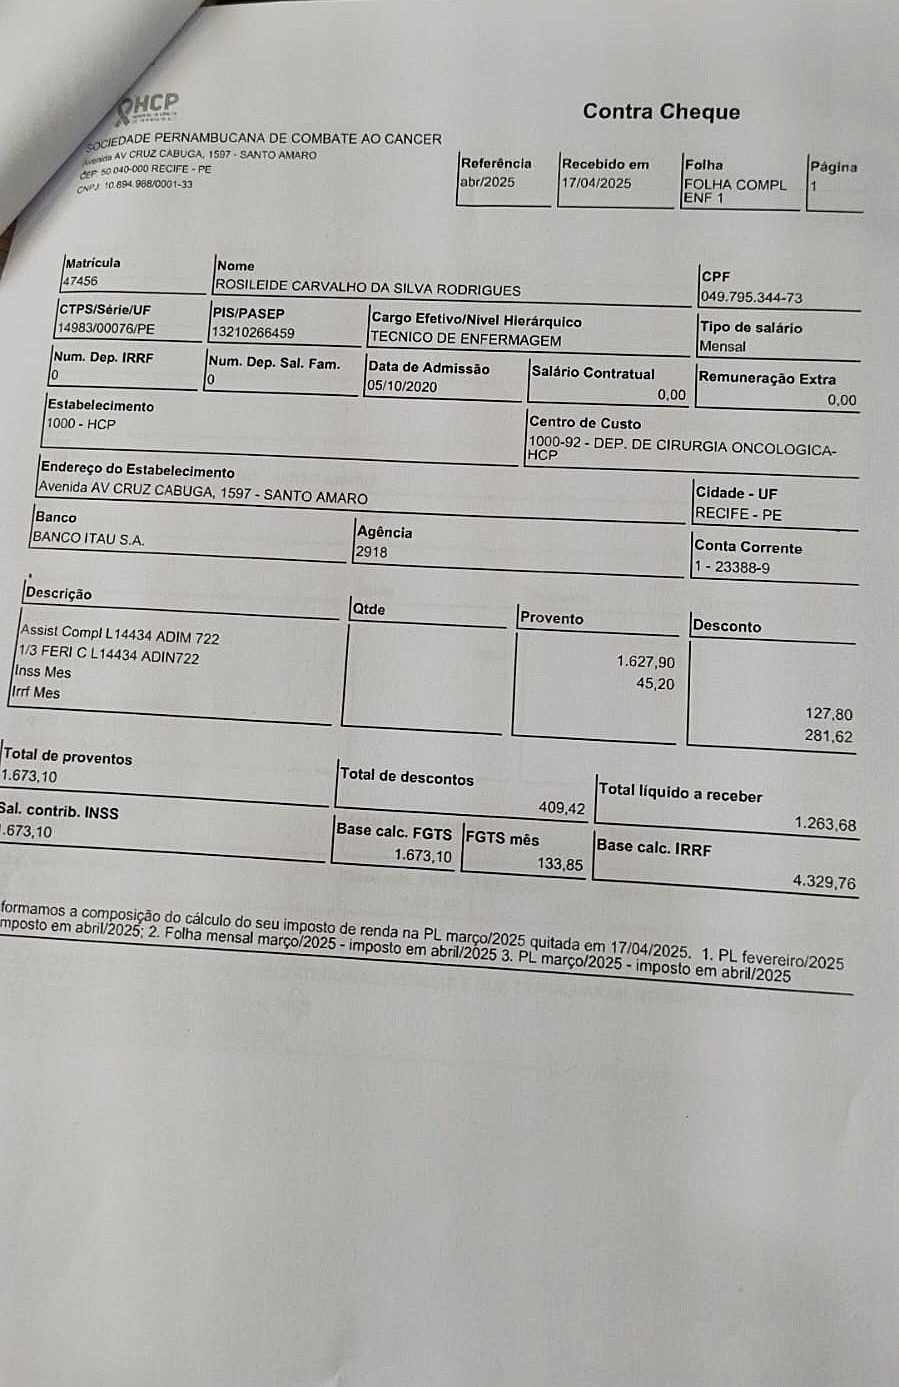 HCP
Contra Cheque
SOCIEDADE PERNAMBUCANA DE COMBATE AO CANCER
Avenida AV CRUZ CABUGA, 1597 - SANTO AMARO
CEP: 50.040-000 RECIFE - PE
CNPJ: 10.894.988/0001-33
Referência Recebido em Folha Página
abr/2025 17/04/2025 FOLHA COMPL 1
ENF 1
Matrícula Nome CPF
47456 ROSILEIDE CARVALHO DA SILVA RODRIGUES 049.795.344-73
CTPS/Série/UF PIS/PASEP Cargo Efetivo/Nível Hierárquico Tipo de salário
14983/00076/PE 13210266459 TECNICO DE ENFERMAGEM Mensal
Num. Dep. IRRF Num. Dep. Sal. Fam. Data de Admissão Salário Contratual Remuneração Extra
0 0 05/10/2020 0,00 0,00
Estabelecimento Centro de Custo
1000 - HCP 1000-92 - DEP. DE CIRURGIA ONCOLOGICA-
HCP
Endereço do Estabelecimento Cidade - UF
Avenida AV CRUZ CABUGA, 1597 - SANTO AMARO RECIFE - PE
Banco Agência Conta Corrente
BANCO ITAU S.A. 2918 1 - 23388-9
Descrição Qtde Provento Desconto
Assist Compl L14434 ADIM 722 1.627,90
1/3 FERI C L14434 ADIN722 45,20
Inss Mes 127,80
Irrf Mes 281,62
Total de proventos Total de descontos Total líquido a receber
1.673,10 409,42 1.263,68
Sal. contrib. INSS Base calc. FGTS FGTS mês Base calc. IRRF
.673,10 1.673,10 133,85 4.329,76
formamos a composição do cálculo do seu imposto de renda na PL março/2025 quitada em 17/04/2025. 1. PL fevereiro/2025
mposto em abril/2025; 2. Folha mensal março/2025 - imposto em abril/2025 3. PL março/2025 - imposto em abril/2025